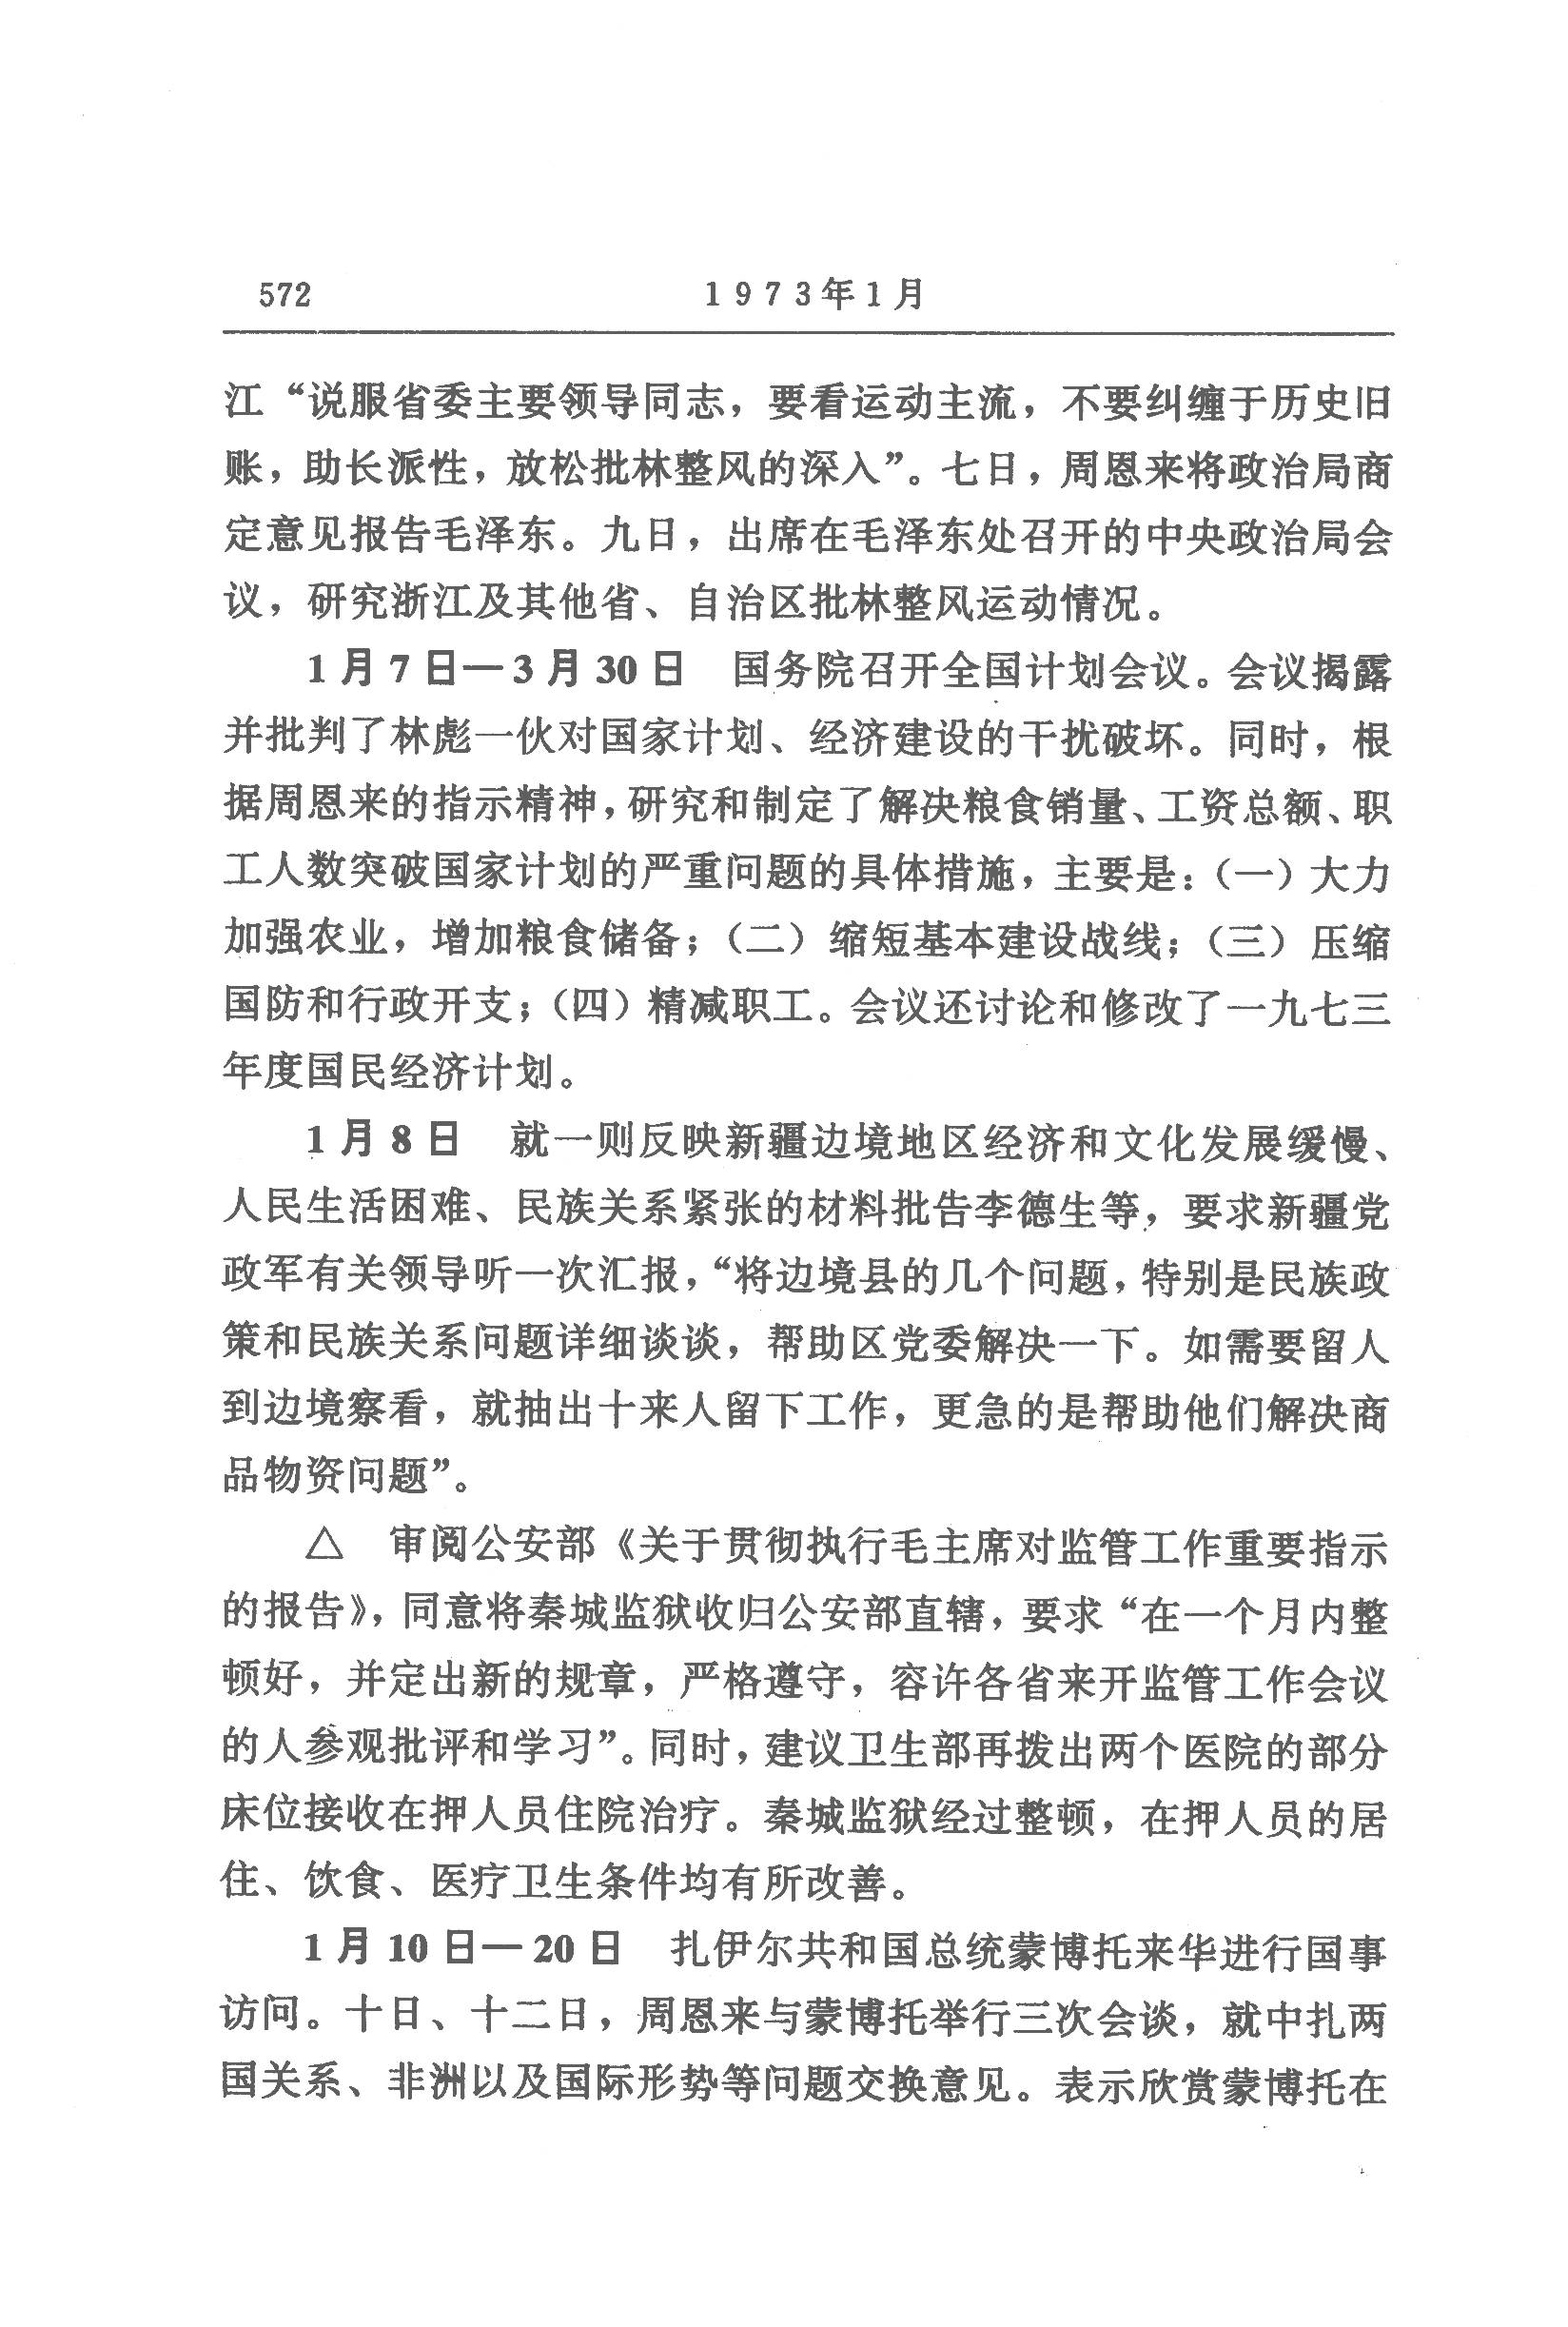 572 1973年1月
江“说服省委主要领导同志，要看运动主流，不要纠缠于历史旧
账，助长派性，放松批林整风的深入”。七日，周恩来将政治局商
定意见报告毛泽东。九日，出席在毛泽东处召开的中央政治局会
议，研究浙江及其他省、自治区批林整风运动情况。
1月7日—3月30日 国务院召开全国计划会议。会议揭露
并批判了林彪一伙对国家计划、经济建设的干扰破坏。同时，根
据周恩来的指示精神，研究和制定了解决粮食销量、工资总额、职
工人数突破国家计划的严重问题的具体措施，主要是：（一）大力
加强农业，增加粮食储备；（二）缩短基本建设战线；（三）压缩
国防和行政开支；（四）精减职工。会议还讨论和修改了一九七三
年度国民经济计划。
1月8日 就一则反映新疆边境地区经济和文化发展缓慢、
人民生活困难、民族关系紧张的材料批告李德生等，要求新疆党
政军有关领导听一次汇报，“将边境县的几个问题，特别是民族政
策和民族关系问题详细谈谈，帮助区党委解决一下。如需要留人
到边境察看，就抽出十来人留下工作，更急的是帮助他们解决商
品物资问题”。
△ 审阅公安部《关于贯彻执行毛主席对监管工作重要指示
的报告》，同意将秦城监狱收归公安部直辖，要求“在一个月内整
顿好，并定出新的规章，严格遵守，容许各省来开监管工作会议
的人参观批评和学习”。同时，建议卫生部再拨出两个医院的部分
床位接收在押人员住院治疗。秦城监狱经过整顿，在押人员的居
住、饮食、医疗卫生条件均有所改善。
1月10日—20日 扎伊尔共和国总统蒙博托来华进行国事
访问。十日、十二日，周恩来与蒙博托举行三次会谈，就中扎两
国关系、非洲以及国际形势等问题交换意见。表示欣赏蒙博托在